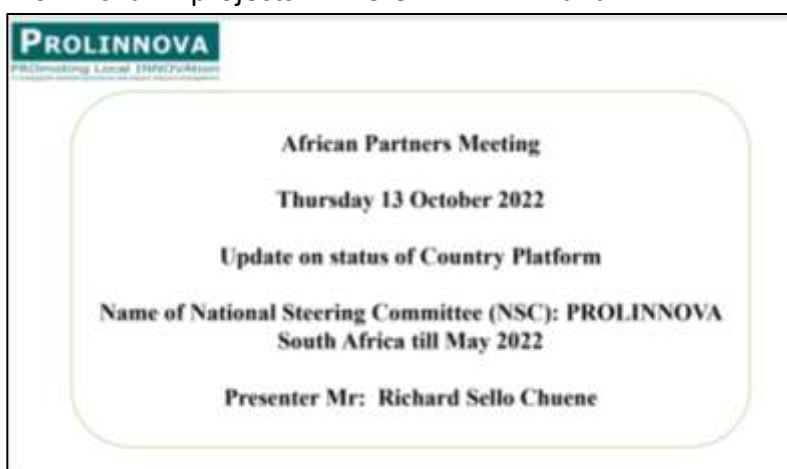 PROLINNOVA
PROmoting Local INNOVAtion
African Partners Meeting
Thursday 13 October 2022
Update on status of Country Platform
Name of National Steering Committee (NSC): PROLINNOVA
South Africa till May 2022
Presenter Mr: Richard Sello Chuene